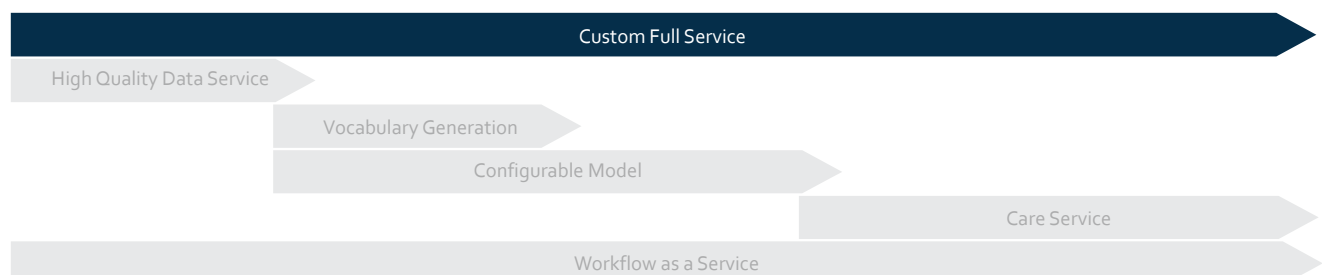 Custom Full Service
High Quality Data Service
Vocabulary Generation
Configurable Model
Care Service
Workflow as a Service